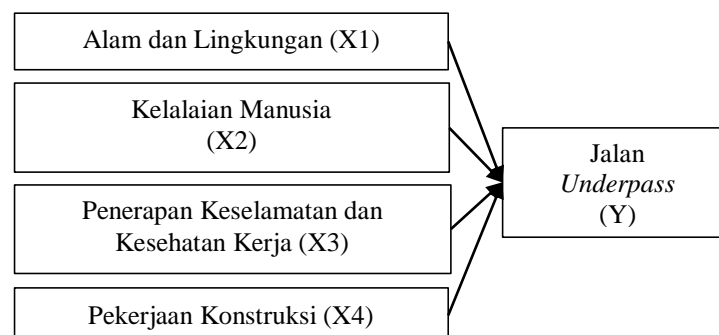 Alam dan Lingkungan (X1)
Kelalaian Manusia
(X2)
Penerapan Keselamatan dan
Kesehatan Kerja (X3)
Pekerjaan Konstruksi (X4)
Jalan
Underpass
(Y)